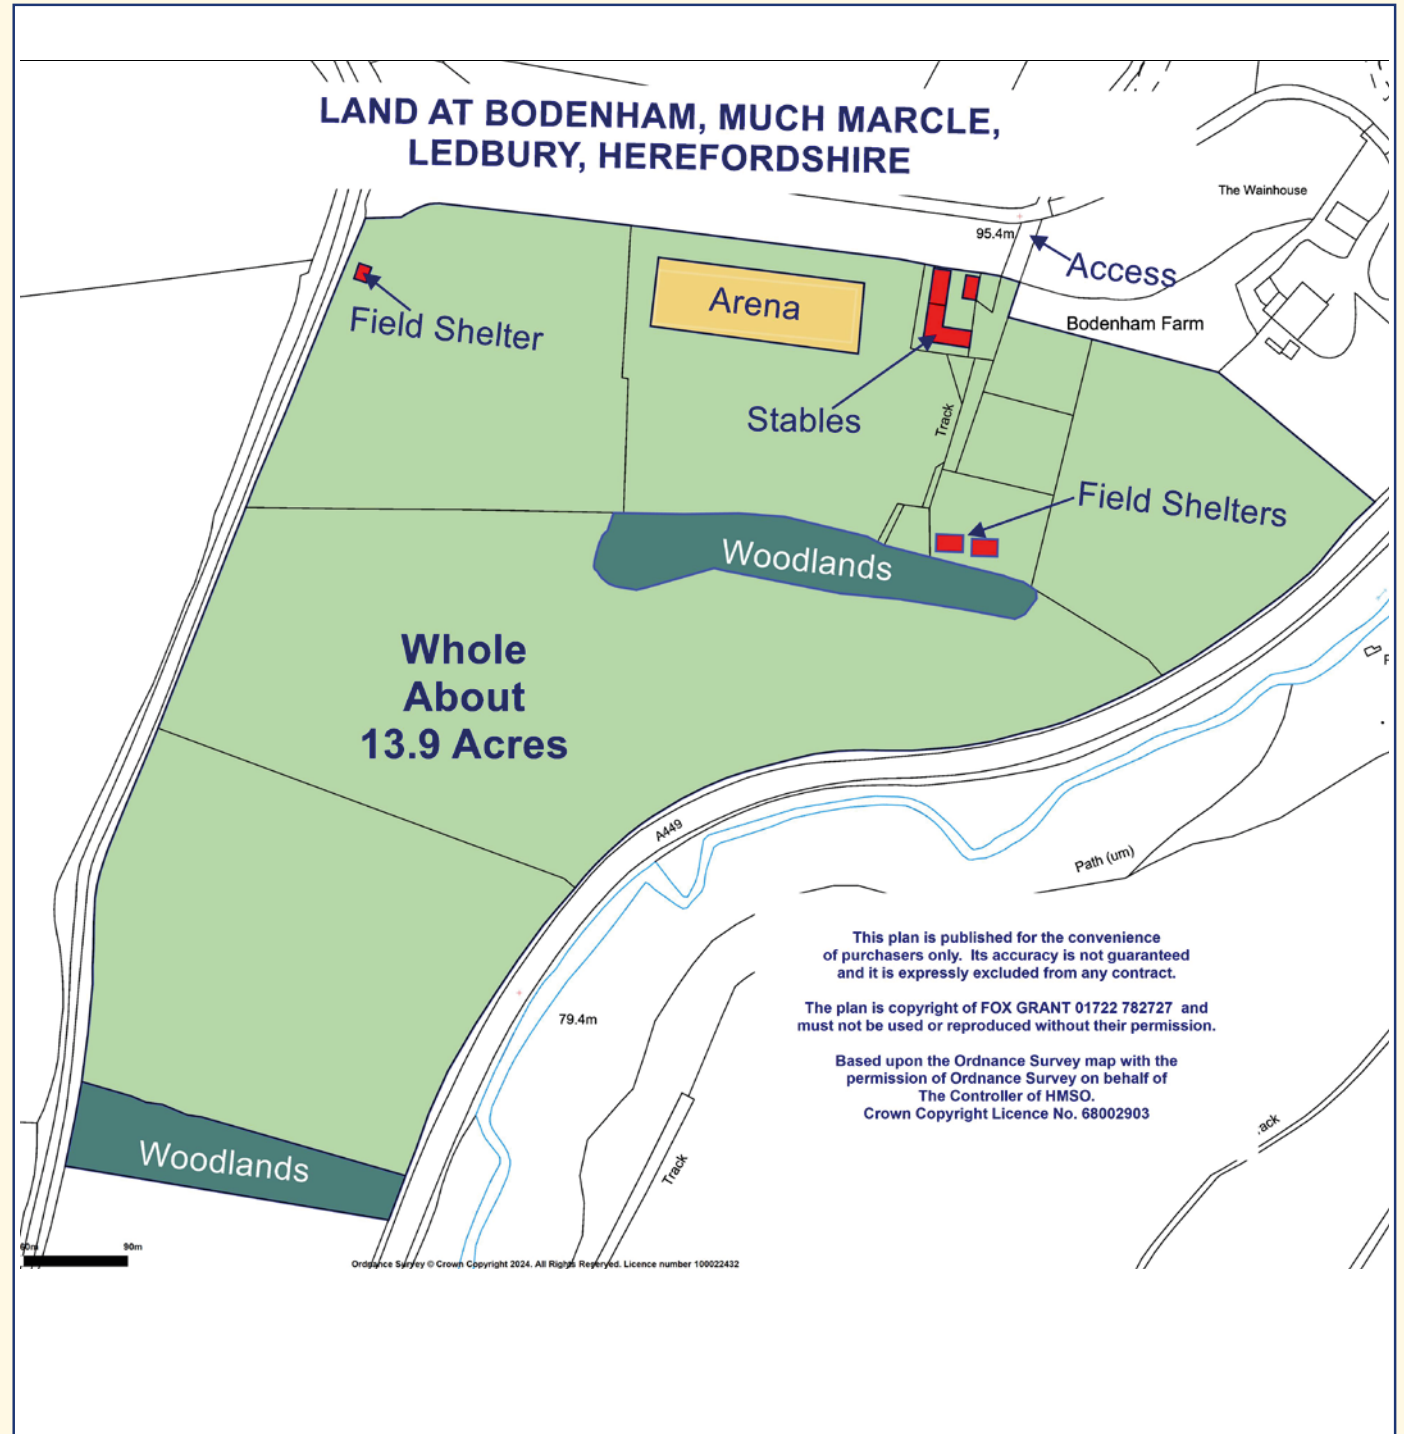 LAND AT BODENHAM, MUCH MARCLE,
LEDBURY, HEREFORDSHIRE
The Wainhouse
95.4m
Access
Arena
Field Shelter
Bodenham Farm
Stables
Track
Field Shelters
Woodlands
Whole
About
13.9 Acres
A449
Path (um)
This plan is published for the convenience
of purchasers only. Its accuracy is not guaranteed
and it is expressly excluded from any contract.
The plan is copyright of FOX GRANT 01722 782727 and
must not be used or reproduced without their permission.
Based upon the Ordnance Survey map with the
permission of Ordnance Survey on behalf of
The Controller of HMSO.
Crown Copyright Licence No. 68002903
79.4m
Track
Woodlands
90m
Ordnance Survey © Crown Copyright 2024. All Rights Reserved. Licence number 100022432